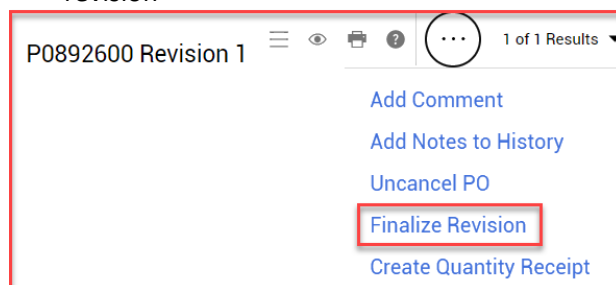 revision
P0892600 Revision 1
? ... 1 of 1 Results
Add Comment
Add Notes to History
Uncancel PO
Finalize Revision
Create Quantity Receipt